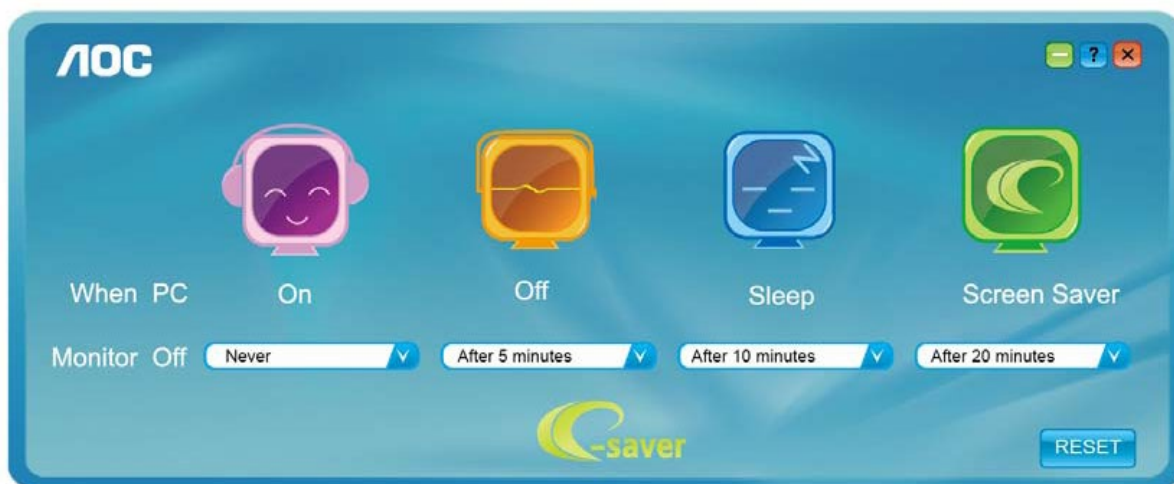 AOC
?
When PC On Off Sleep Screen Saver
Monitor Off Never After 5 minutes After 10 minutes After 20 minutes
e-saver
RESET